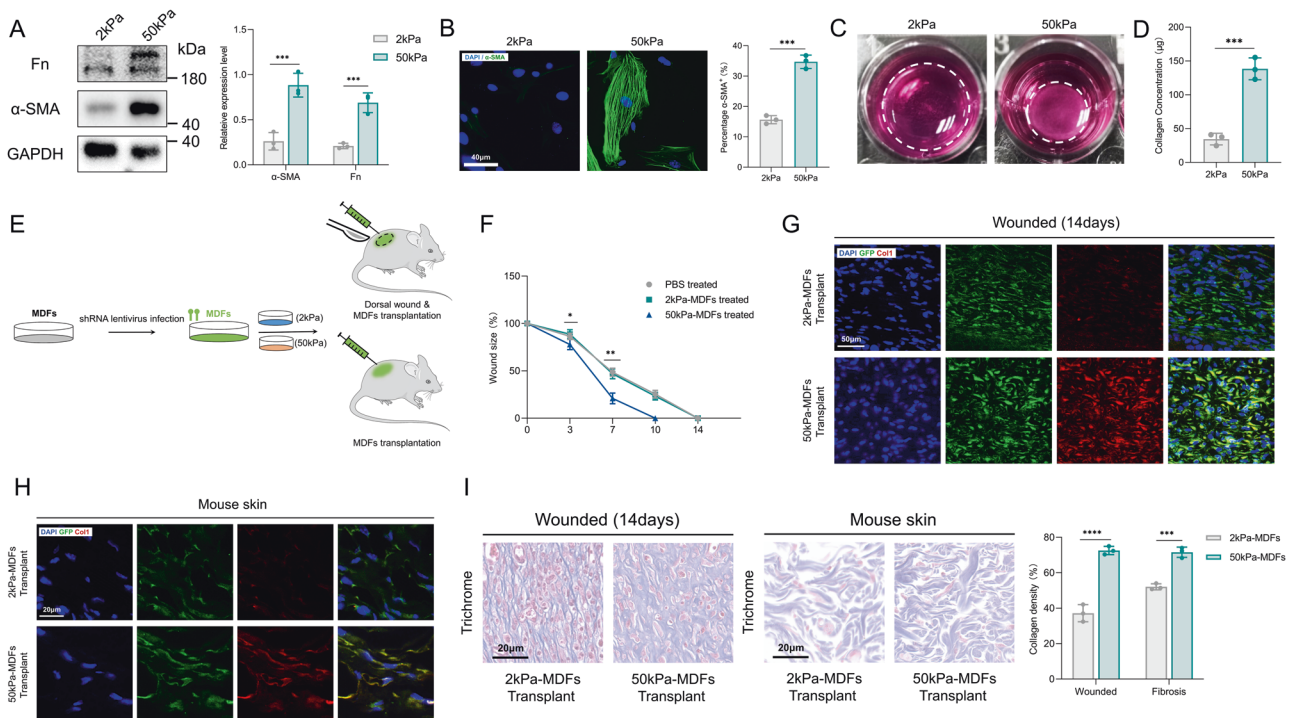 A
2kPa
50kPa
kDa
Fn
180
α-SMA
40
GAPDH
40
Relateive expression level
1.5
1.0
0.5
0.0
***
***
α-SMA
Fn
2kPa
50kPa
B
2kPa
50kPa
DAPI / α-SMA
40μm
Percentage α-SMA⁺ (%)
40
30
20
10
0
***
2kPa
50kPa
C
2kPa
50kPa
D
Collagen Concentration (μg)
200
150
100
50
0
***
2kPa
50kPa
E
MDFs
shRNA lentivirus infection
MDFs
(2kPa)
(50kPa)
Dorsal wound &
MDFs transplantation
MDFs transplantation
F
Wound size (%)
150
100
50
0
*
**
0
3
7
10
14
PBS treated
2kPa-MDFs treated
50kPa-MDFs treated
G
Wounded (14days)
DAPI GFP Col1
2kPa-MDFs
Transplant
50μm
50kPa-MDFs
Transplant
H
Mouse skin
DAPI GFP Col1
2kPa-MDFs
Transplant
20μm
50kPa-MDFs
Transplant
I
Wounded (14days)
Trichrome
20μm
2kPa-MDFs
Transplant
50kPa-MDFs
Transplant
Mouse skin
Trichrome
20μm
2kPa-MDFs
Transplant
50kPa-MDFs
Transplant
Collagen density (%)
80
60
40
20
0
****
***
Wounded
Fibrosis
2kPa-MDFs
50kPa-MDFs